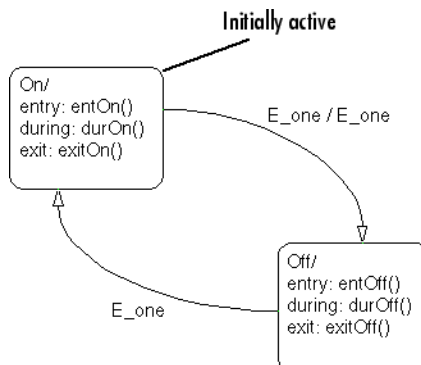 Initially active
On/
entry: entOn()
during: durOn()
exit: exitOn()
E_one / E_one
Off/
entry: entOff()
during: durOff()
exit: exitOff()
E_one